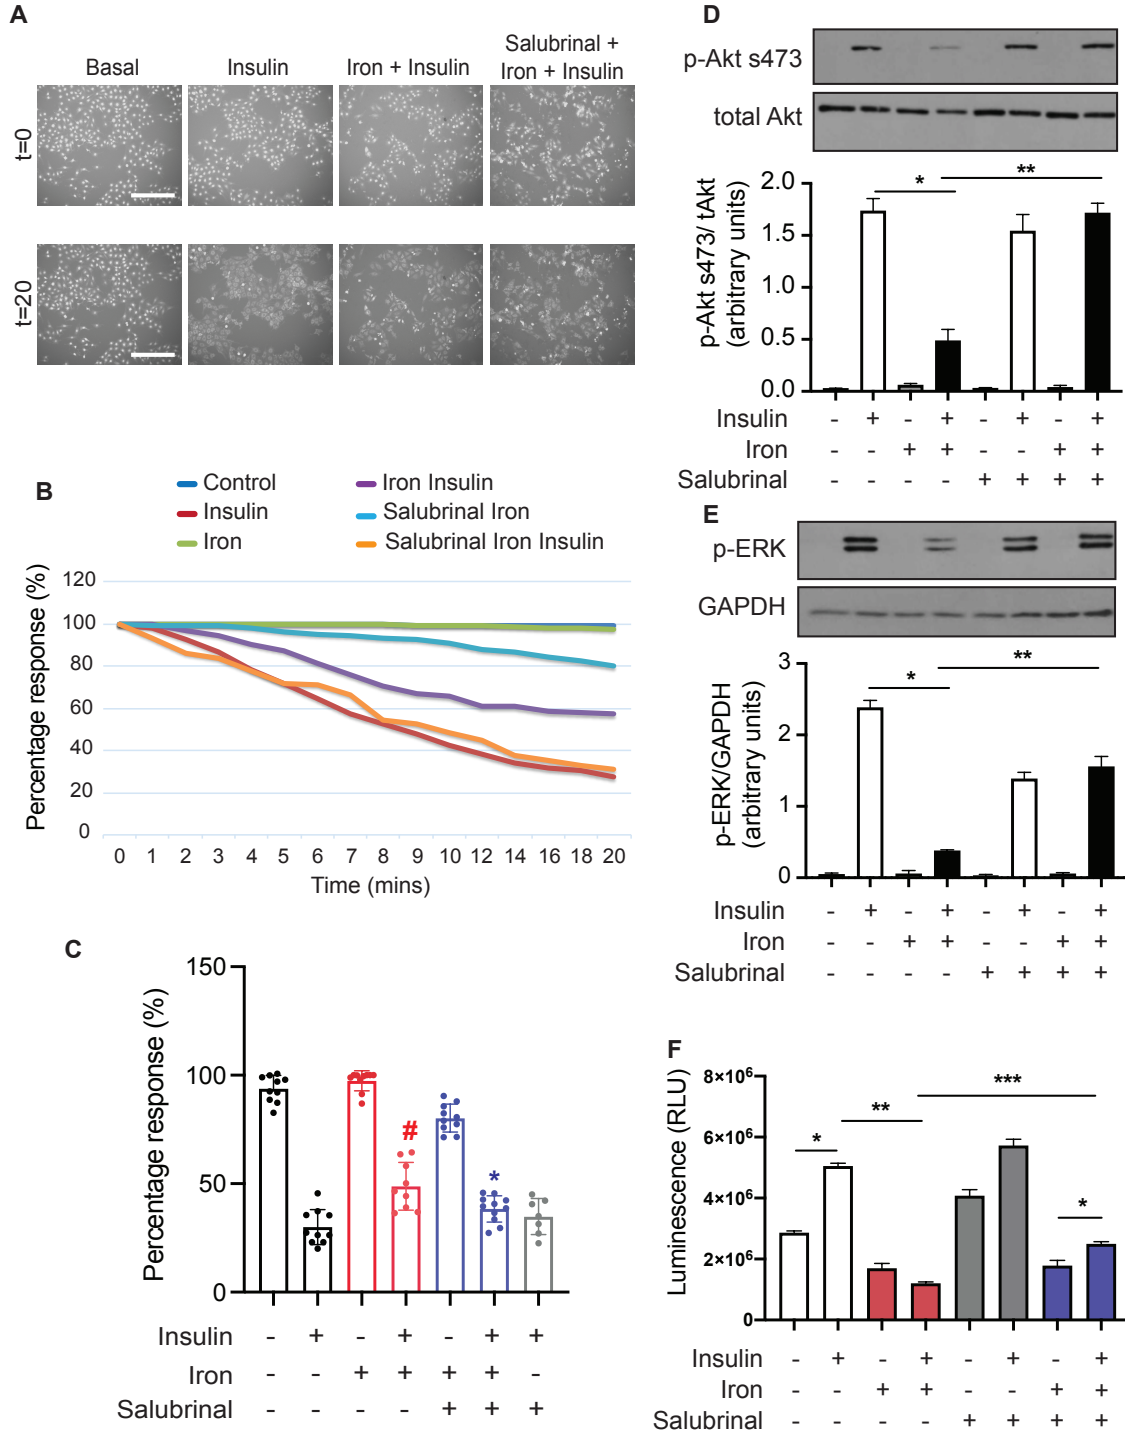 A
Basal
Insulin
Iron + Insulin
Salubrinal +
Iron + Insulin
t=0
t=20
B
Control
Insulin
Iron
Iron Insulin
Salubrinal Iron
Salubrinal Iron Insulin
Percentage response (%)
120
100
80
60
40
20
0
0 1 2 3 4 5 6 7 8 9 10 12 14 16 18 20
Time (mins)
C
Percentage response (%)
150
100
50
0
#
*
Insulin - + - + - + +
Iron - - + + + + -
Salubrinal - - - - + + +
D
p-Akt s473
total Akt
p-Akt s473/ tAkt
(arbitrary units)
2.0
1.5
1.0
0.5
0.0
*
**
Insulin - + - + - + - +
Iron - - + + - - + +
Salubrinal - - - - + + + +
E
p-ERK
GAPDH
p-ERK/GAPDH
(arbitrary units)
3
2
1
0
*
**
Insulin - + - + - + - +
Iron - - + + - - + +
Salubrinal - - - - + + + +
F
Luminescence (RLU)
8×10⁶
6×10⁶
4×10⁶
2×10⁶
0
*
**
***
*
Insulin - + - + - + - +
Iron - - + + - - + +
Salubrinal - - - - + + + +